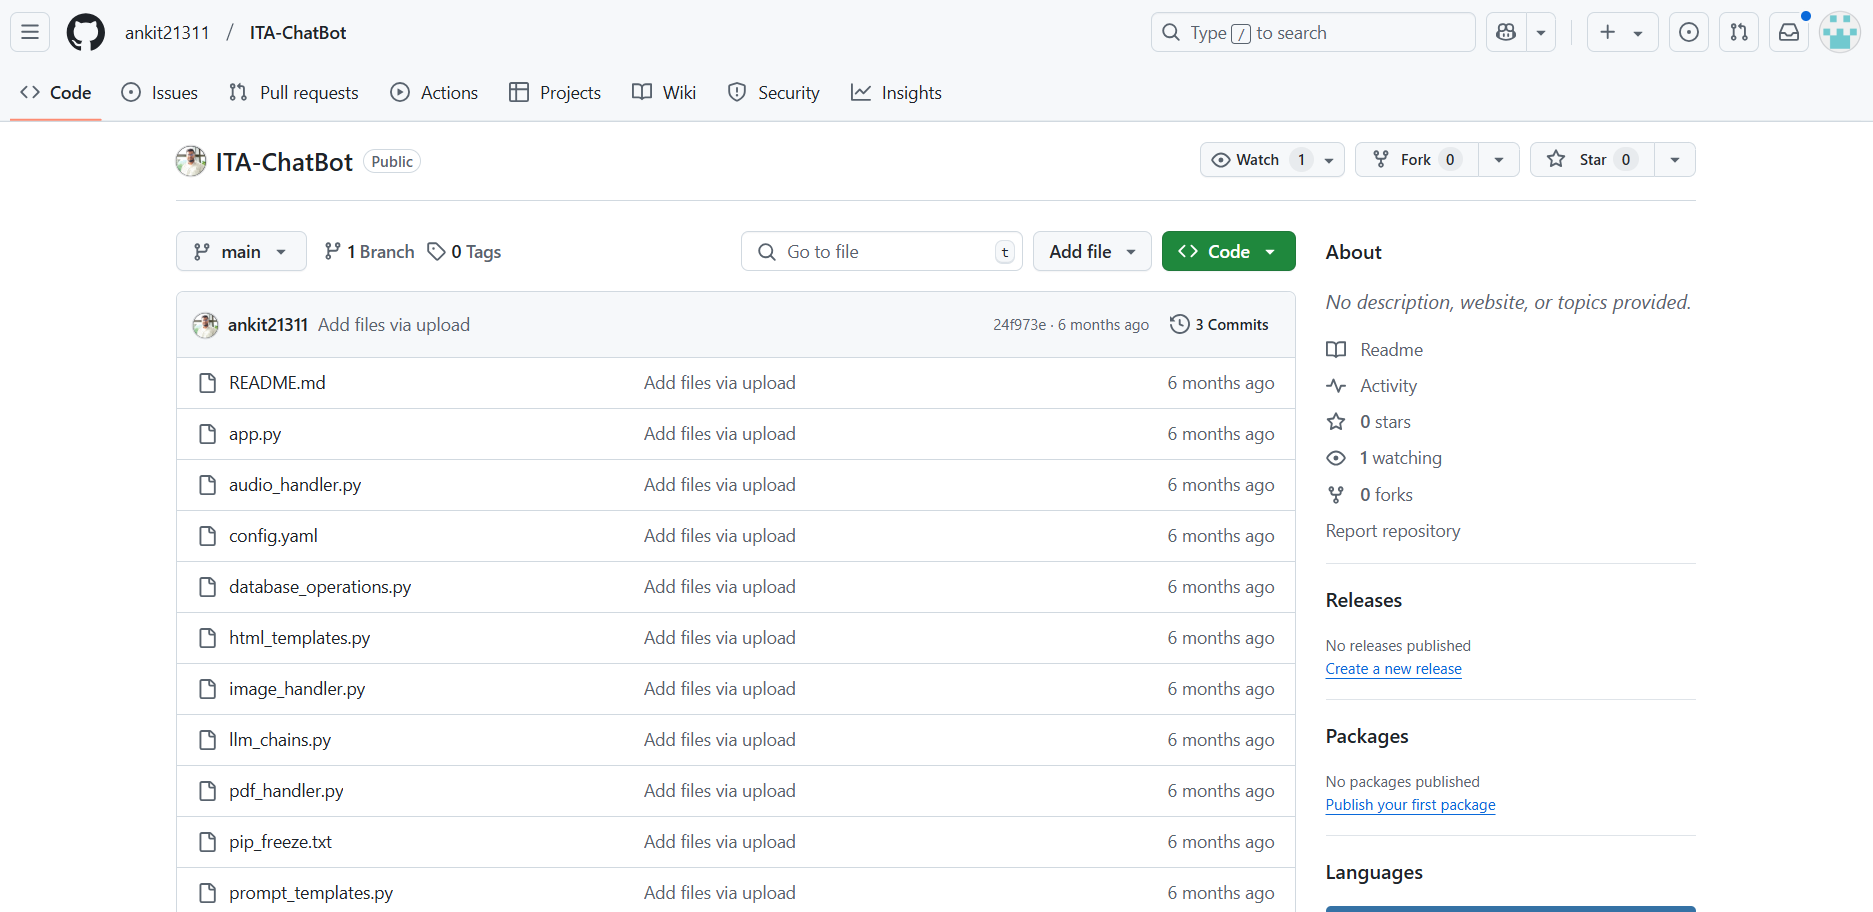 ankit21311 / ITA-ChatBot
Type / to search
Code Issues Pull requests Actions Projects Wiki Security Insights
ITA-ChatBot Public
Watch 1 Fork 0 Star 0
main 1 Branch 0 Tags Go to file t Add file Code
ankit21311 Add files via upload 24f973e · 6 months ago 3 Commits
README.md Add files via upload 6 months ago
app.py Add files via upload 6 months ago
audio_handler.py Add files via upload 6 months ago
config.yaml Add files via upload 6 months ago
database_operations.py Add files via upload 6 months ago
html_templates.py Add files via upload 6 months ago
image_handler.py Add files via upload 6 months ago
llm_chains.py Add files via upload 6 months ago
pdf_handler.py Add files via upload 6 months ago
pip_freeze.txt Add files via upload 6 months ago
prompt_templates.py Add files via upload 6 months ago
About
No description, website, or topics provided.
Readme
Activity
0 stars
1 watching
0 forks
Report repository
Releases
No releases published
Create a new release
Packages
No packages published
Publish your first package
Languages